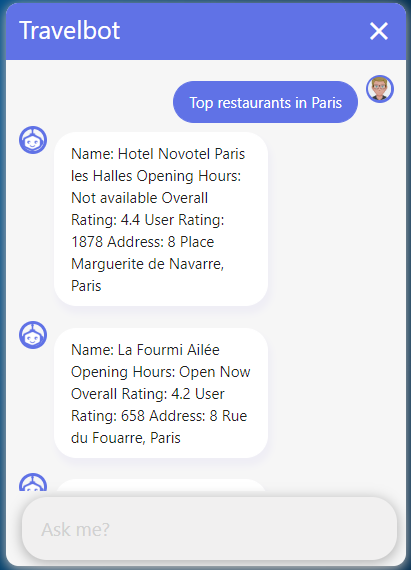 Travelbot
Top restaurants in Paris
Name: Hotel Novotel Paris
les Halles Opening Hours:
Not available Overall
Rating: 4.4 User Rating:
1878 Address: 8 Place
Marguerite de Navarre,
Paris
Name: La Fourmi Ailée
Opening Hours: Open Now
Overall Rating: 4.2 User
Rating: 658 Address: 8 Rue
du Fouarre, Paris
Ask me?